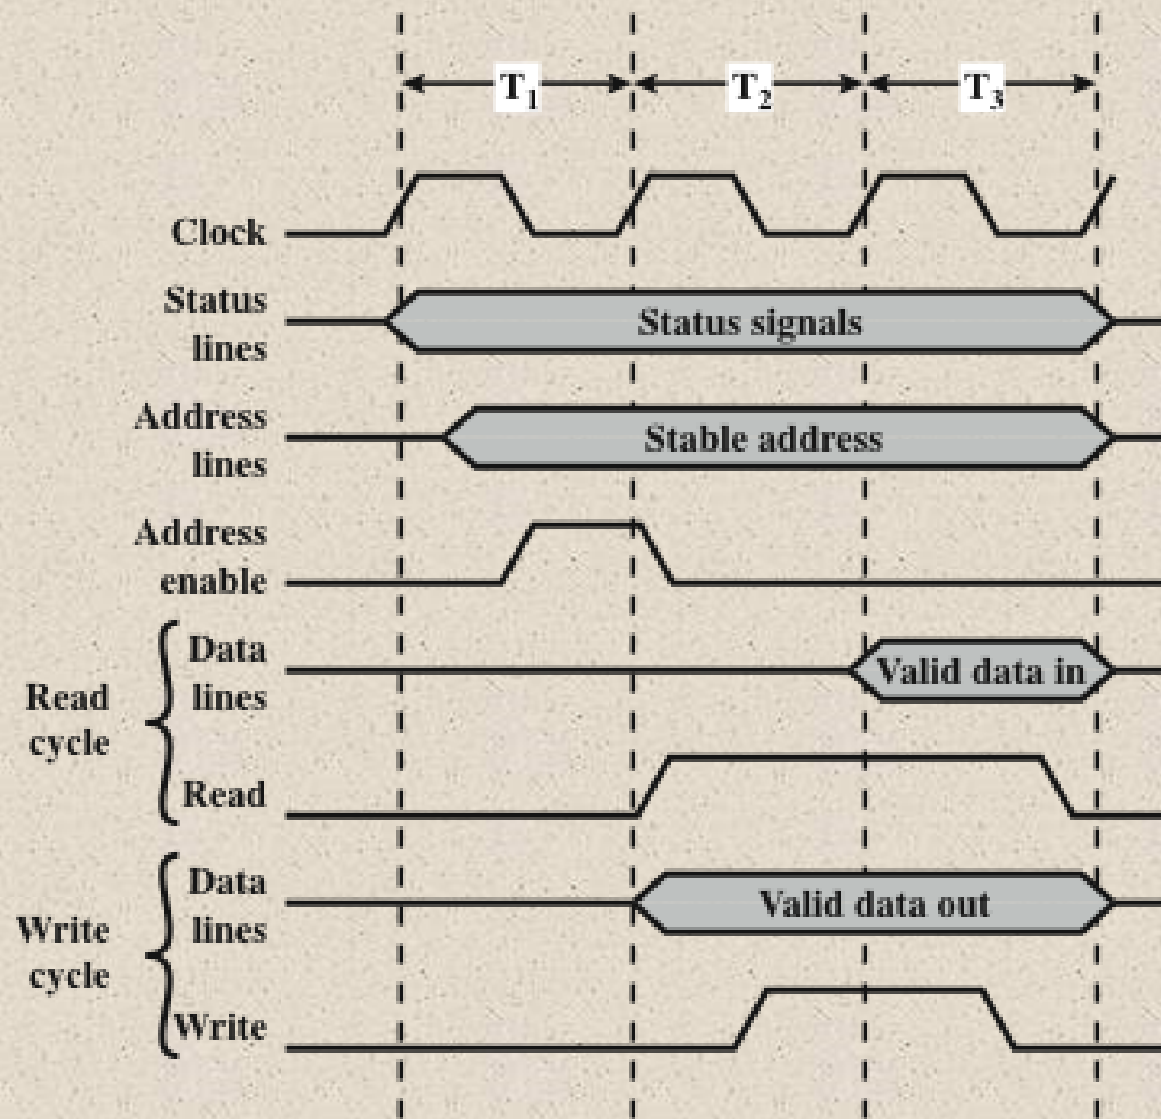 T1 T2 T3
Clock
Status
lines
Status signals
Address
lines
Stable address
Address
enable
Read
cycle
Data
lines
Valid data in
Read
Write
cycle
Data
lines
Valid data out
Write